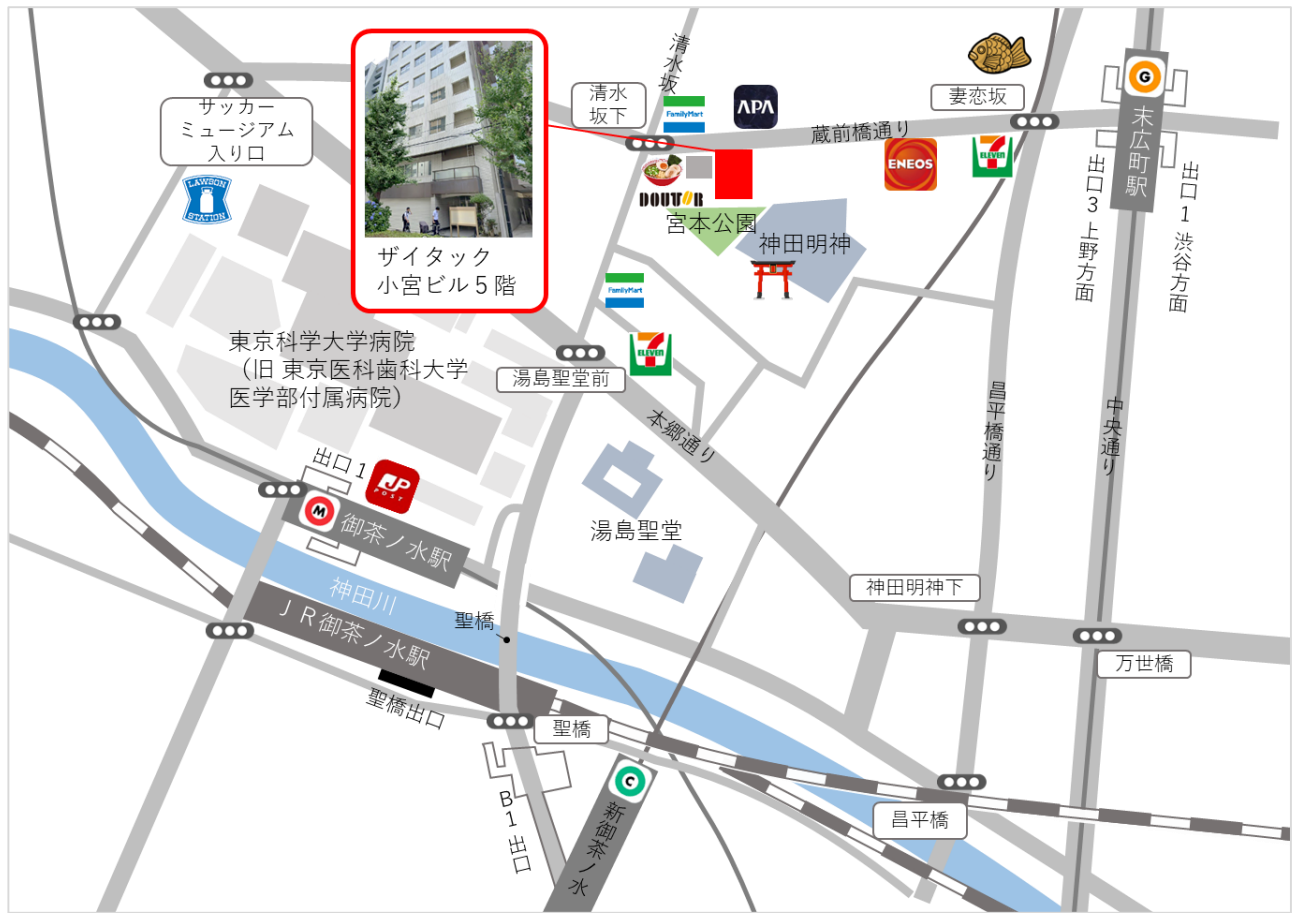 清水坂
サッカー
ミュージアム
入り口
LAWSON
STATION
清水
坂下
FamilyMart
APA
蔵前橋通り
妻恋坂
ENEOS
7
ELEVEN
G
末広町駅
出口3 上野方面
出口1 渋谷方面
DOUTOR
宮本公園
神田明神
ザイタック
小宮ビル5階
FamilyMart
7
ELEVEN
東京科学大学病院
(旧 東京医科歯科大学
医学部付属病院)
湯島聖堂前
本郷通り
昌平橋通り
中央通り
出口1
JP
POST
M
御茶ノ水駅
湯島聖堂
神田川
JR御茶ノ水駅
聖橋
神田明神下
万世橋
聖橋出口
聖橋
B1出口
C
新御茶ノ水
昌平橋